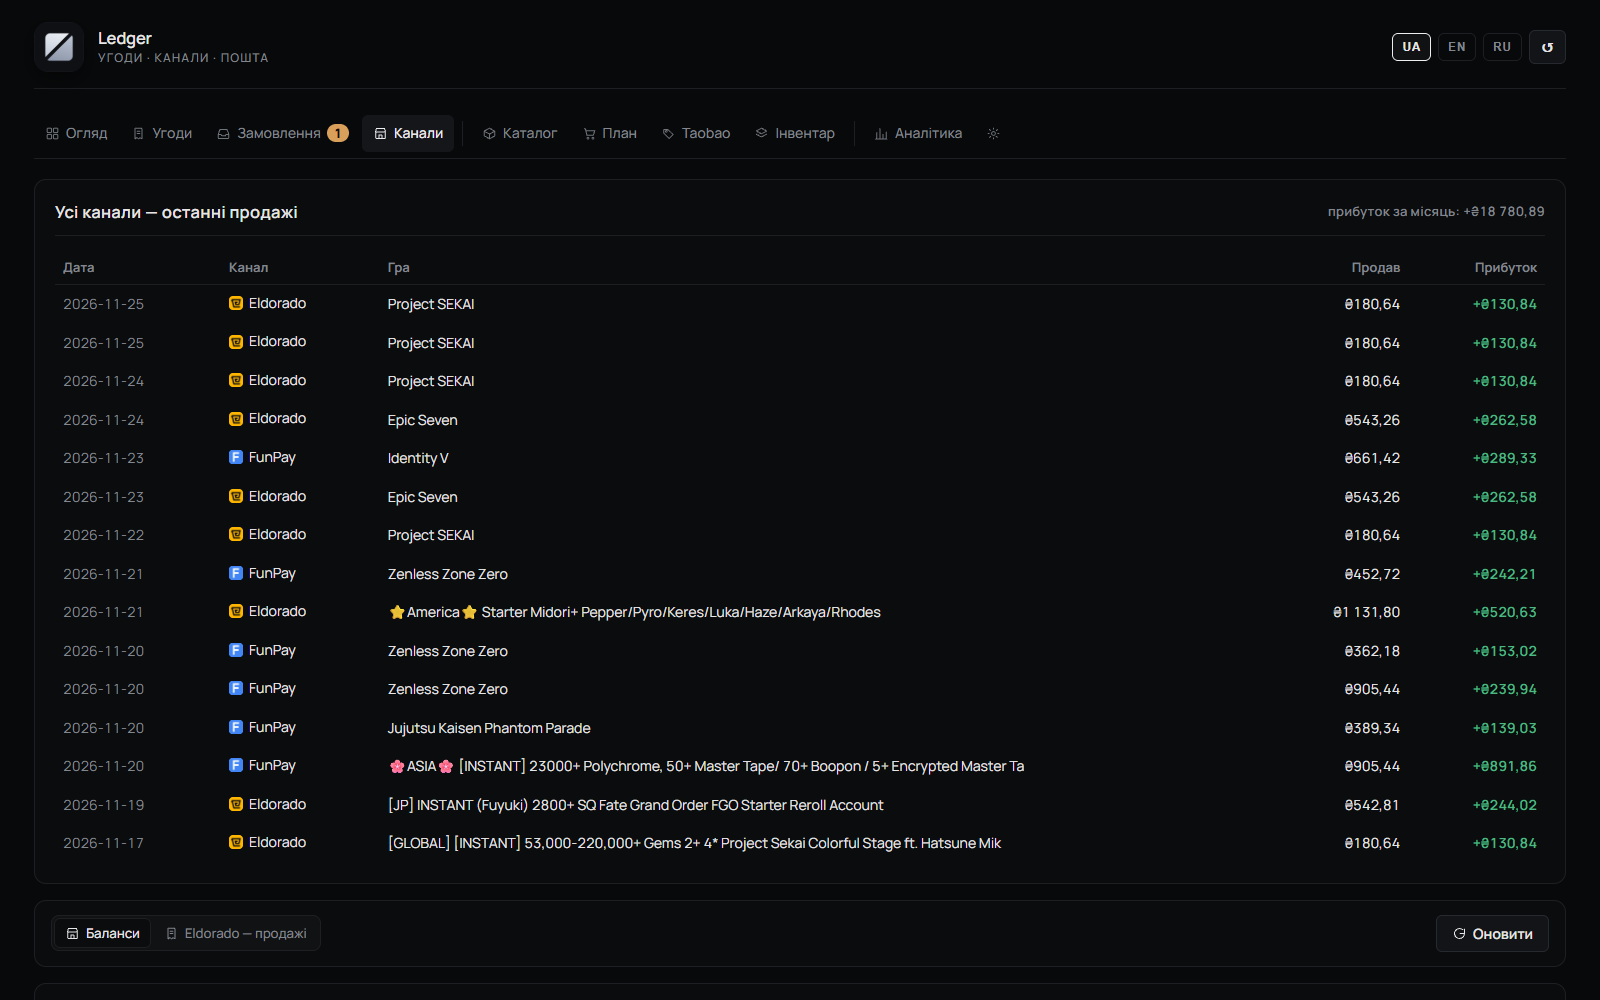 Ledger
УГОДИ · КАНАЛИ · ПОШТА
UA EN RU
Огляд Угоди Замовлення 1 Канали Каталог План Taobao Інвентар Аналітика
Усі канали — останні продажі прибуток за місяць: +₴18 780,89
Дата Канал Гра Продав Прибуток
2026-11-25 Eldorado Project SEKAI ₴180,64 +₴130,84
2026-11-25 Eldorado Project SEKAI ₴180,64 +₴130,84
2026-11-24 Eldorado Project SEKAI ₴180,64 +₴130,84
2026-11-24 Eldorado Epic Seven ₴543,26 +₴262,58
2026-11-23 FunPay Identity V ₴661,42 +₴289,33
2026-11-23 Eldorado Epic Seven ₴543,26 +₴262,58
2026-11-22 Eldorado Project SEKAI ₴180,64 +₴130,84
2026-11-21 FunPay Zenless Zone Zero ₴452,72 +₴242,21
2026-11-21 Eldorado ⭐America⭐ Starter Midori+ Pepper/Pyro/Keres/Luka/Haze/Arkaya/Rhodes ₴1 131,80 +₴520,63
2026-11-20 FunPay Zenless Zone Zero ₴362,18 +₴153,02
2026-11-20 FunPay Zenless Zone Zero ₴905,44 +₴239,94
2026-11-20 FunPay Jujutsu Kaisen Phantom Parade ₴389,34 +₴139,03
2026-11-20 FunPay 🌸ASIA🌸 [INSTANT] 23000+ Polychrome, 50+ Master Tape/ 70+ Boopon / 5+ Encrypted Master Ta ₴905,44 +₴891,86
2026-11-19 Eldorado [JP] INSTANT (Fuyuki) 2800+ SQ Fate Grand Order FGO Starter Reroll Account ₴542,81 +₴244,02
2026-11-17 Eldorado [GLOBAL] [INSTANT] 53,000-220,000+ Gems 2+ 4* Project Sekai Colorful Stage ft. Hatsune Mik ₴180,64 +₴130,84
Баланси Eldorado — продажі Оновити